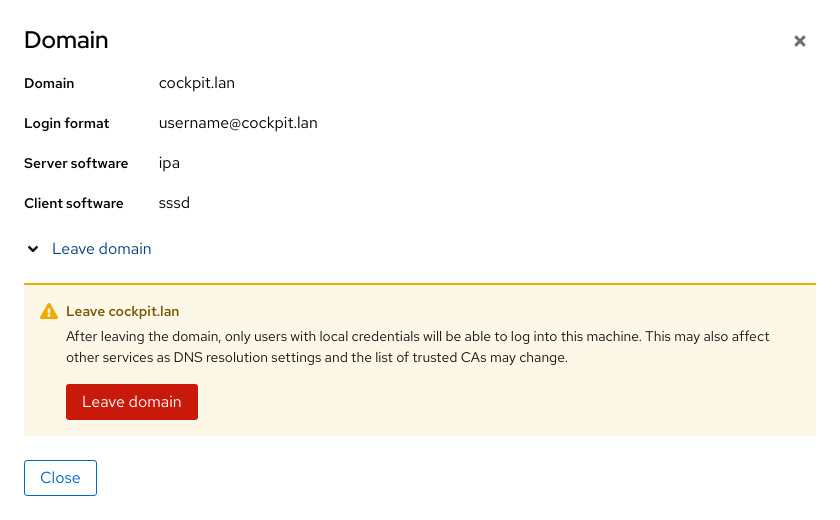 Domain
Domain cockpit.lan
Login format username@cockpit.lan
Server software ipa
Client software sssd
Leave domain
Leave cockpit.lan
After leaving the domain, only users with local credentials will be able to log into this machine. This may also affect
other services as DNS resolution settings and the list of trusted CAs may change.
Leave domain
Close